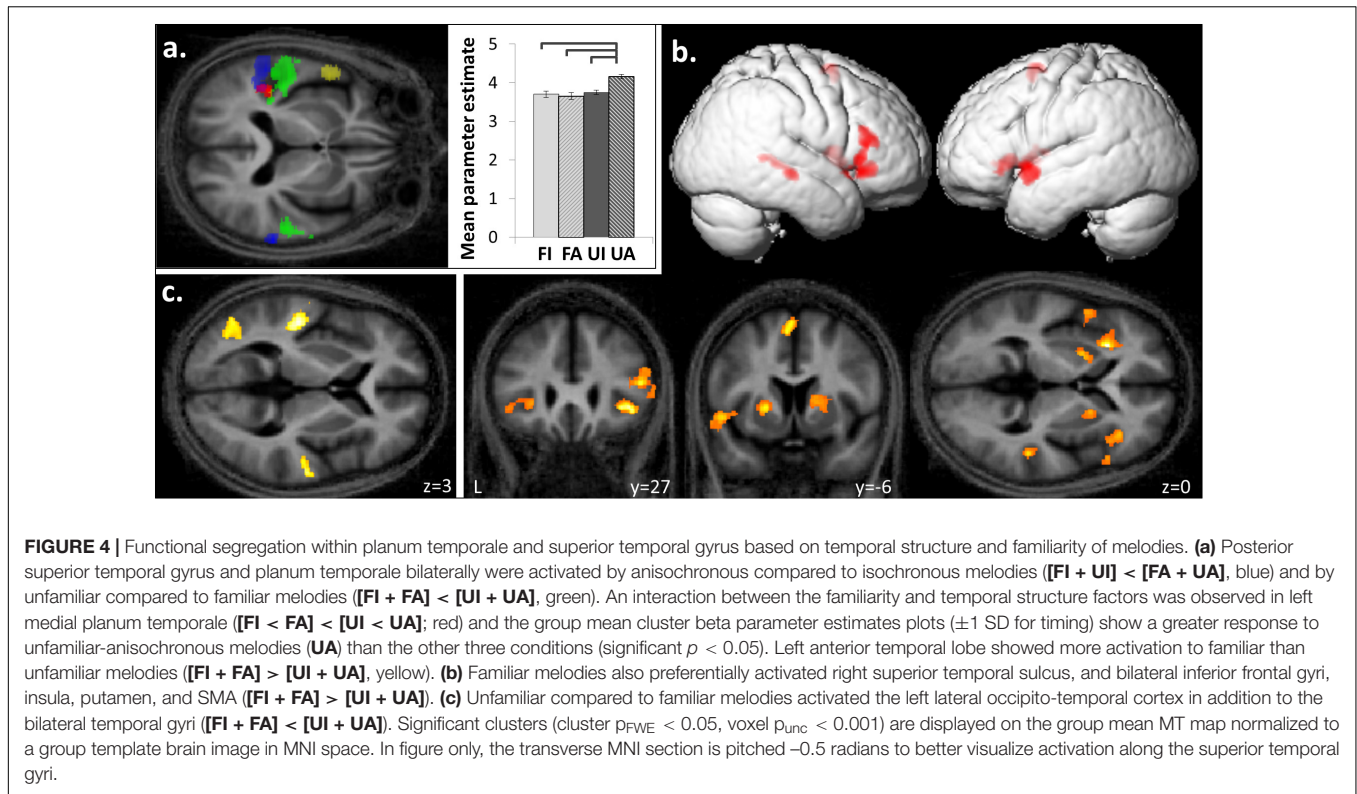 a.
5
4
3
2
1
0
Mean parameter estimate
FI FA UI UA
b.
c.
z=3
L
y=27
y=-6
z=0
FIGURE 4 | Functional segregation within planum temporale and superior temporal gyrus based on temporal structure and familiarity of melodies. (a) Posterior
superior temporal gyrus and planum temporale bilaterally were activated by anisochronous compared to isochronous melodies ([FI + UI] < [FA + UA], blue) and by
unfamiliar compared to familiar melodies ([FI + FA] < [UI + UA], green). An interaction between the familiarity and temporal structure factors was observed in left
medial planum temporale ([FI < FA] < [UI < UA]; red) and the group mean cluster beta parameter estimates plots (±1 SD for timing) show a greater response to
unfamiliar-anisochronous melodies (UA) than the other three conditions (significant p < 0.05). Left anterior temporal lobe showed more activation to familiar than
unfamiliar melodies ([FI + FA] > [UI + UA], yellow). (b) Familiar melodies also preferentially activated right superior temporal sulcus, and bilateral inferior frontal gyri,
insula, putamen, and SMA ([FI + FA] > [UI + UA]). (c) Unfamiliar compared to familiar melodies activated the left lateral occipito-temporal cortex in addition to the
bilateral temporal gyri ([FI + FA] < [UI + UA]). Significant clusters (cluster pFWE < 0.05, voxel punc < 0.001) are displayed on the group mean MT map normalized to
a group template brain image in MNI space. In figure only, the transverse MNI section is pitched –0.5 radians to better visualize activation along the superior temporal
gyri.